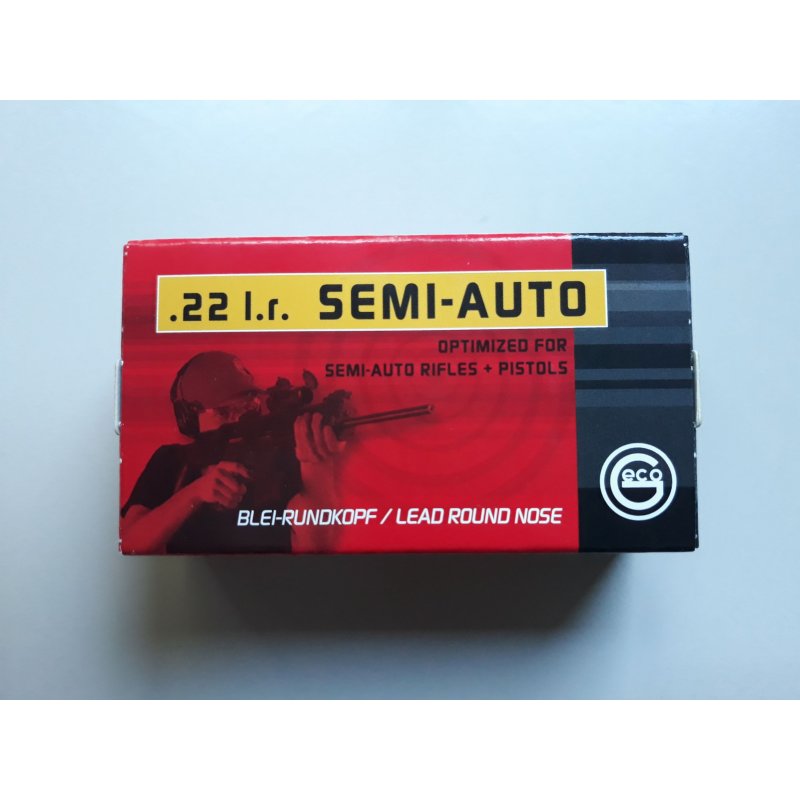 .22 l.r. SEMI-AUTO
OPTIMIZED FOR
SEMI-AUTO RIFLES + PISTOLS
Geco
BLEI-RUNDKOPF / LEAD ROUND NOSE